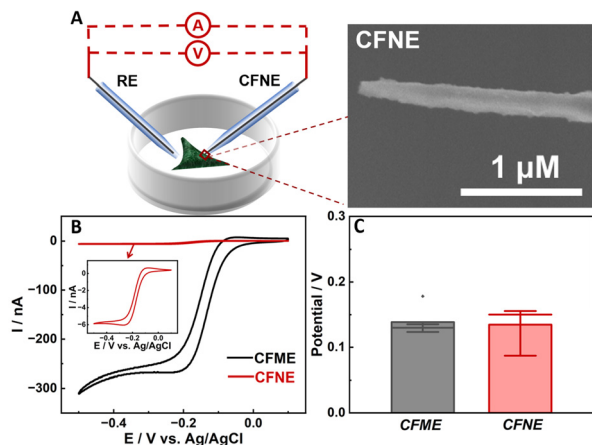 A
A
V
RE
CFNE
CFNE
1 μM
B
0
−100
−200
−300
I / nA
−0.4
−0.2
0.0
E / V vs. Ag/AgCl
0
−2
−4
−6
I / nA
−0.4
−0.2
0.0
E / V vs. Ag/AgCl
CFME
CFNE
C
0.3
0.2
0.1
0.0
Potential / V
CFME
CFNE